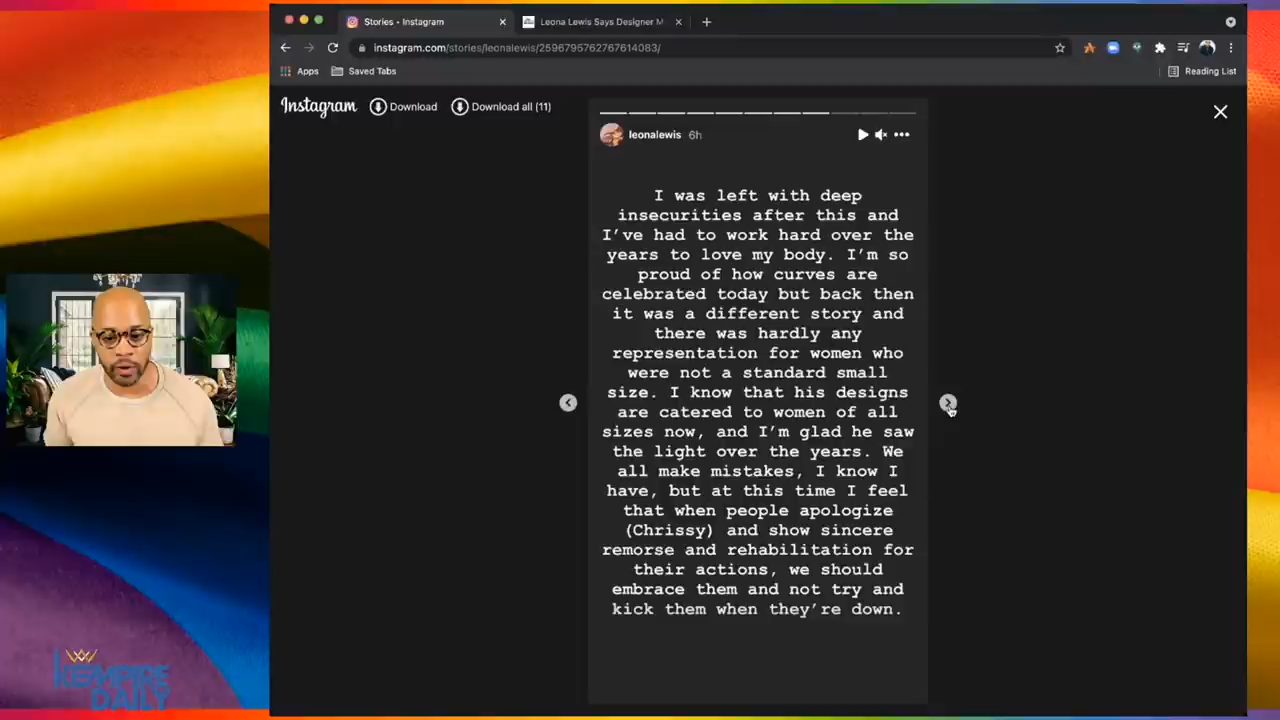 Stories • Instagram
Leona Lewis Says Designer M
instagram.com/stories/leonalewis/2596795762767614083/
Apps
Saved Tabs
Reading List
Instagram
Download
Download all (11)
leonalewis 6h
I was left with deep
insecurities after this and
I've had to work hard over the
years to love my body. I'm so
proud of how curves are
celebrated today but back then
it was a different story and
there was hardly any
representation for women who
were not a standard small
size. I know that his designs
are catered to women of all
sizes now, and I'm glad he saw
the light over the years. We
all make mistakes, I know I
have, but at this time I feel
that when people apologize
(Chrissy) and show sincere
remorse and rehabilitation for
their actions, we should
embrace them and not try and
kick them when they're down.
KEMPIRE
DAILY